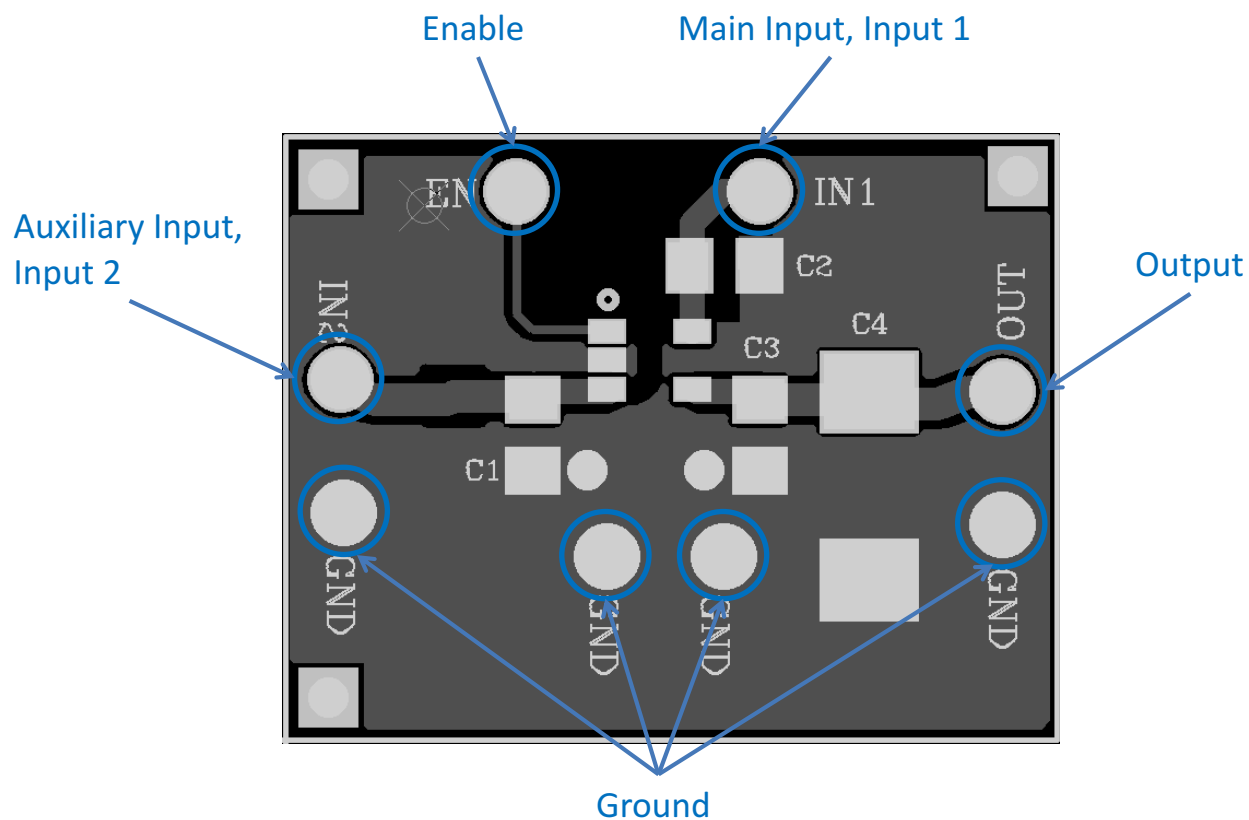 Enable
Main Input, Input 1
EN
IN1
Auxiliary Input,
Input 2
C2
Output
IN2
OUT
C4
C3
C1
GND
GND
GND
GND
Ground